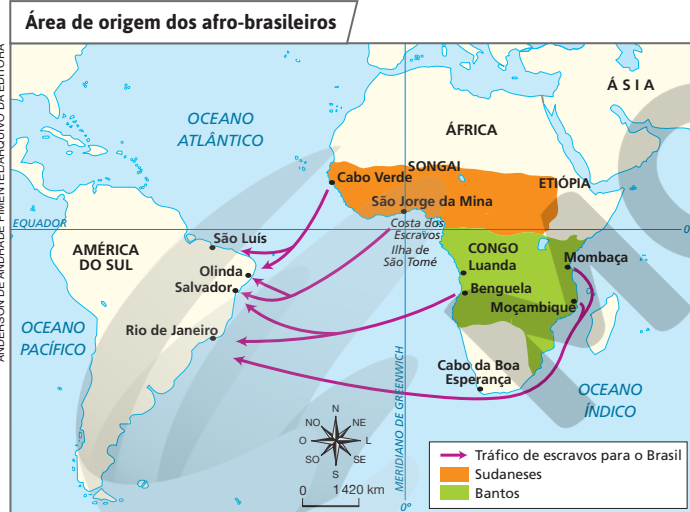 Área de origem dos afro-brasileiros
ANDERSON DE ANDRADE PIMENTEL/ARQUIVO DA EDITORA
ÁSIA
OCEANO
ATLÂNTICO
ÁFRICA
SONGAI
Cabo Verde
ETIÓPIA
São Jorge da Mina
EQUADOR
Costa dos
Escravos
0°
São Luís
Ilha de
São Tomé
CONGO
AMÉRICA
DO SUL
Mombaça
Olinda
Luanda
Salvador
Benguela
Moçambique
OCEANO
PACÍFICO
Rio de Janeiro
Cabo da Boa
Esperança
OCEANO
ÍNDICO
MERIDIANO DE GREENWICH
N
NO
NE
O
L
SO
SE
S
0
1 420 km
0°
Tráfico de escravos para o Brasil
Sudaneses
Bantos